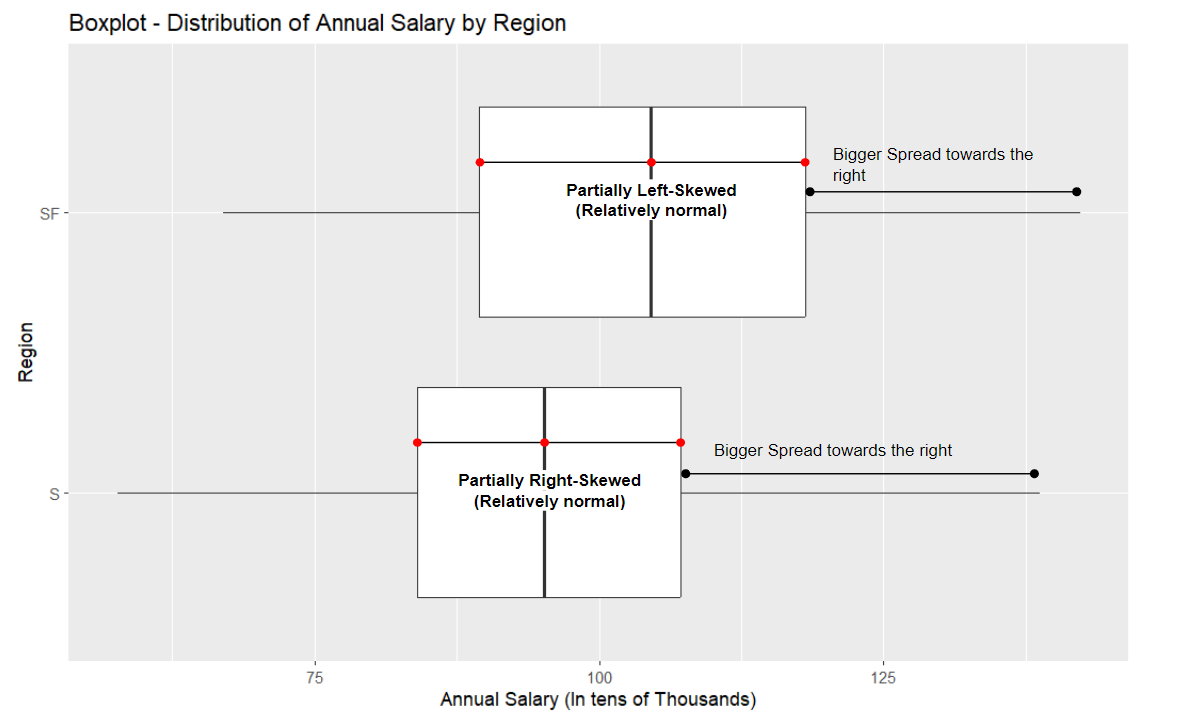 Boxplot - Distribution of Annual Salary by Region
Bigger Spread towards the
right
Partially Left-Skewed
(Relatively normal)
SF
Region
Bigger Spread towards the right
Partially Right-Skewed
(Relatively normal)
S
75
100
125
Annual Salary (In tens of Thousands)